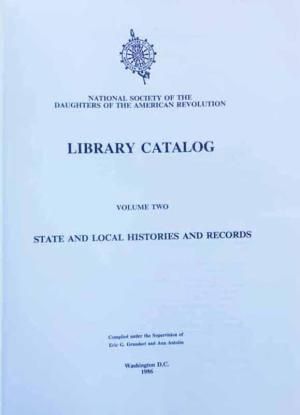 NATIONAL SOCIETY OF THE
DAUGHTERS OF THE AMERICAN REVOLUTION
LIBRARY CATALOG
VOLUME TWO
STATE AND LOCAL HISTORIES AND RECORDS
Compiled under the Supervision of
Eric G. Grundset and Ana Antolin
Washington D.C.
1986